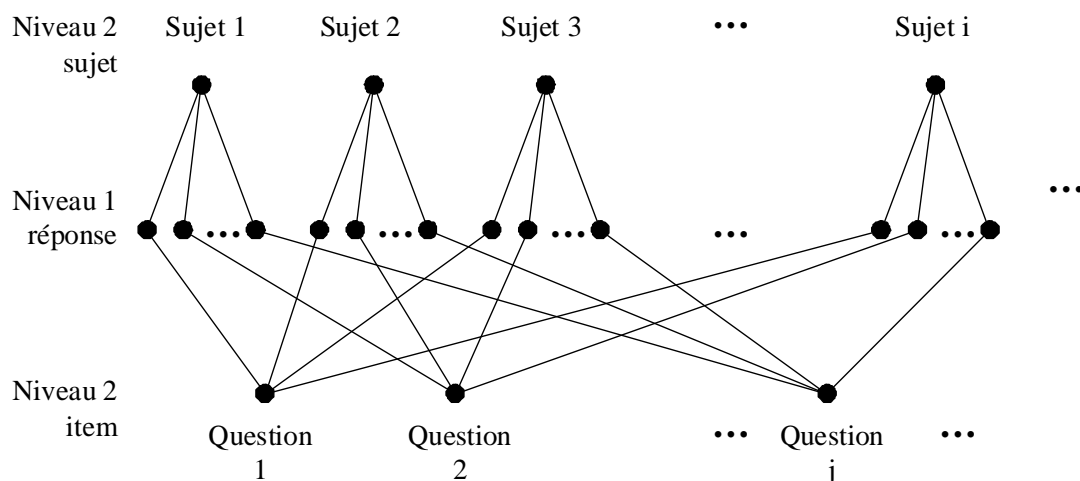 Niveau 2 Sujet 1 Sujet 2 Sujet 3 ... Sujet i
sujet
Niveau 1 ...
réponse ... ... ... ... ...
Niveau 2
item
Question Question ... Question ...
1 2 j